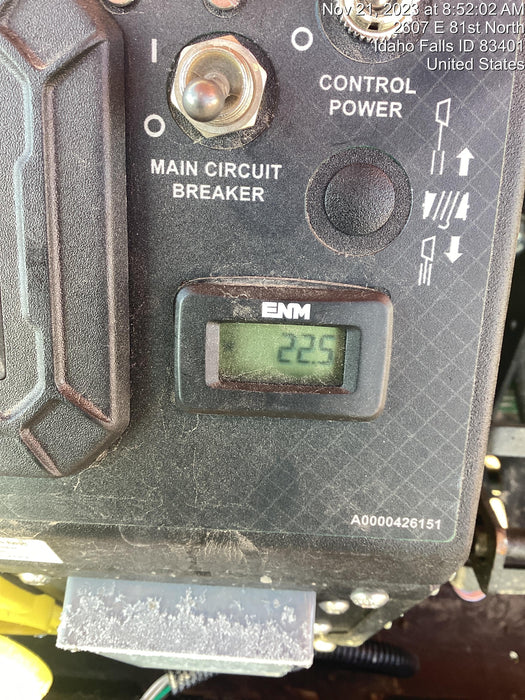 Nov 21, 2023 at 8:52:02 AM
2607 E 81st North
Idaho Falls ID 83401
United States
I
O
O
CONTROL
POWER
MAIN CIRCUIT
BREAKER
ENM
22.5
A0000426151